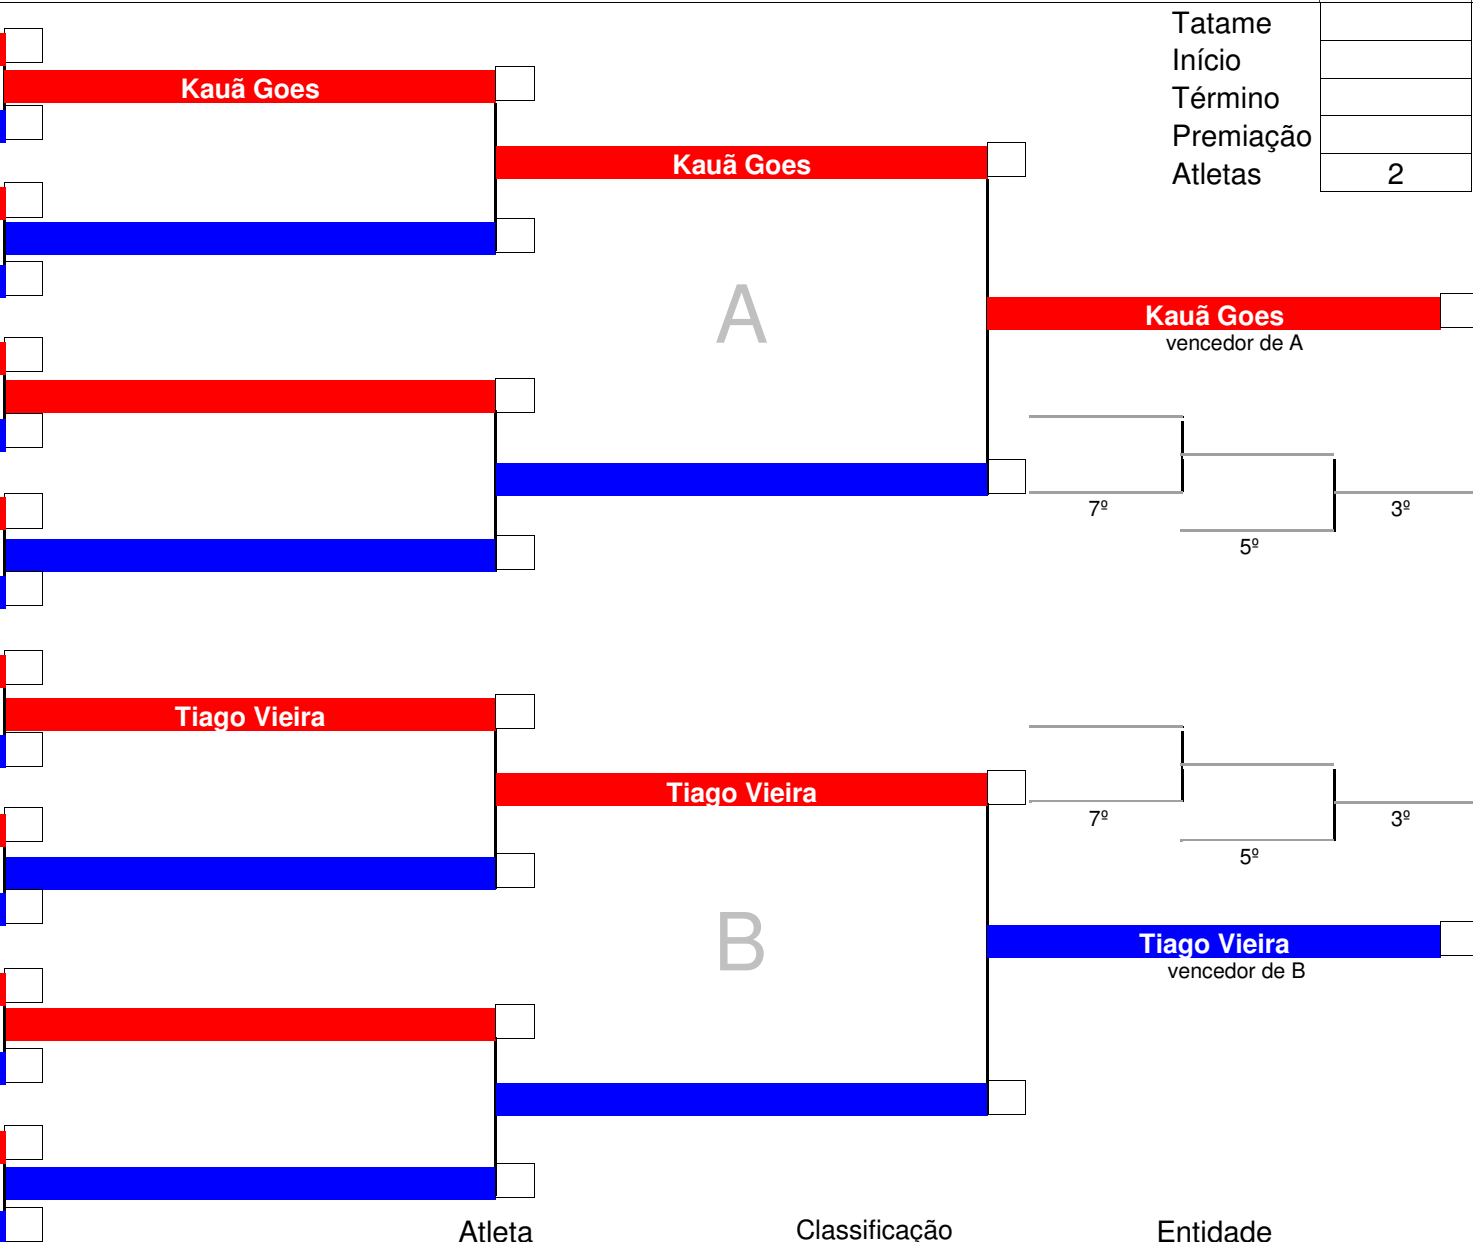 Tatame
Início
Término
Premiação
Atletas 2
Kauã Goes
Kauã Goes
A
Kauã Goes
vencedor de A
7º
3º
5º
Tiago Vieira
Tiago Vieira
7º
3º
5º
B
Tiago Vieira
vencedor de B
Atleta Classificação Entidade